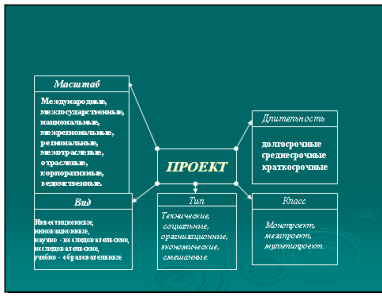 Масштаб
Международные,
межгосударственные,
национальные,
межрегиональные,
региональные,
межотраслевые,
отраслевые,
корпоративные,
ведомственные.
Длительность
долгосрочные
среднесрочные
краткосрочные
ПРОЕКТ
Вид
Инвестиционные,
инновационные,
научно - исследовательские,
исследовательские,
учебно - образовательные
Тип
Технические,
социальные,
организационные,
экономические,
смешанные.
Класс
Монопроект,
мегапроект,
мультипроект.